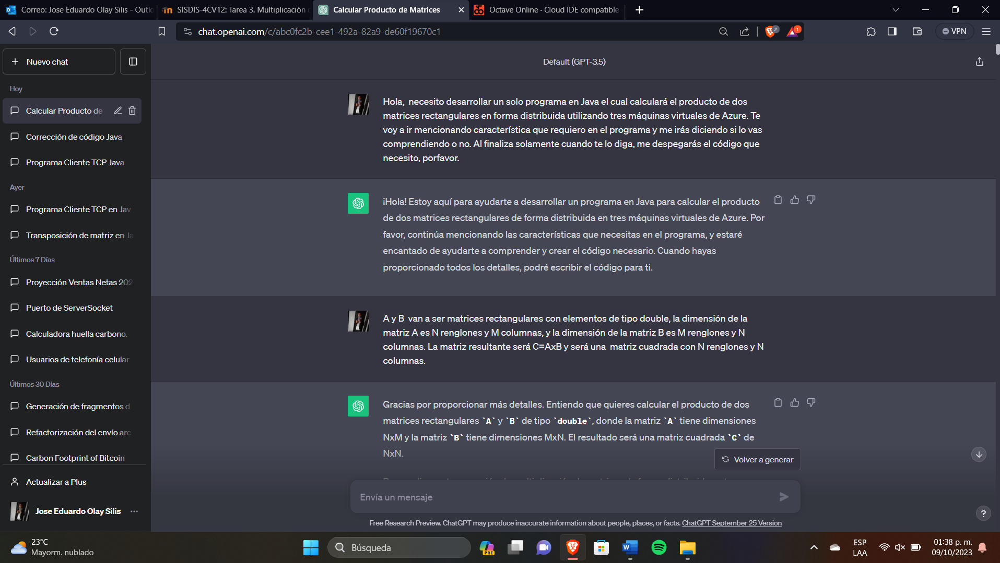 Correo: Jose Eduardo Olay Silis - Outlo
SISDIS-4CV12: Tarea 3. Multiplicación
Calcular Producto de Matrices
Octave Online · Cloud IDE compatible
chat.openai.com/c/abc0fc2b-cee1-492a-82a9-de60f19670c1
2
1
VPN
Nuevo chat
Default (GPT-3.5)
Hoy
Calcular Producto de
Corrección de código Java
Programa Cliente TCP Java
Ayer
Programa Cliente TCP en Jav
Transposición de matriz en Ja
Últimos 7 Días
Proyección Ventas Netas 202
Puerto de ServerSocket
Calculadora huella carbono.
Usuarios de telefonía celular
Últimos 30 Días
Generación de fragmentos d
Refactorización del envío arc
Carbon Footprint of Bitcoin
Actualizar a Plus
Jose Eduardo Olay Silis
Hola,  necesito desarrollar un solo programa en Java el cual calculará el producto de dos
matrices rectangulares en forma distribuida utilizando tres máquinas virtuales de Azure. Te
voy a ir mencionando característica que requiero en el programa y me irás diciendo si lo vas
comprendiendo o no. Al finaliza solamente cuando te lo diga, me despegarás el código que
necesito, porfavor.
¡Hola! Estoy aquí para ayudarte a desarrollar un programa en Java para calcular el producto
de dos matrices rectangulares de forma distribuida en tres máquinas virtuales de Azure. Por
favor, continúa mencionando las características que necesitas en el programa, y estaré
encantado de ayudarte a comprender y crear el código necesario. Cuando hayas
proporcionado todos los detalles, podré escribir el código para ti.
A y B  van a ser matrices rectangulares con elementos de tipo double, la dimensión de la
matriz A es N renglones y M columnas, y la dimensión de la matriz B es M renglones y N
columnas. La matriz resultante será C=AxB y será una  matriz cuadrada con N renglones y N
columnas.
Gracias por proporcionar más detalles. Entiendo que quieres calcular el producto de dos
matrices rectangulares `A` y `B` de tipo `double`, donde la matriz `A` tiene dimensiones
NxM y la matriz `B` tiene dimensiones MxN. El resultado será una matriz cuadrada `C` de
NxN.
Volver a generar
Envía un mensaje
Free Research Preview. ChatGPT may produce inaccurate information about people, places, or facts. ChatGPT September 25 Version
?
23°C
Mayorm. nublado
Búsqueda
PRE
ESP
LAA
01:38 p. m.
09/10/2023